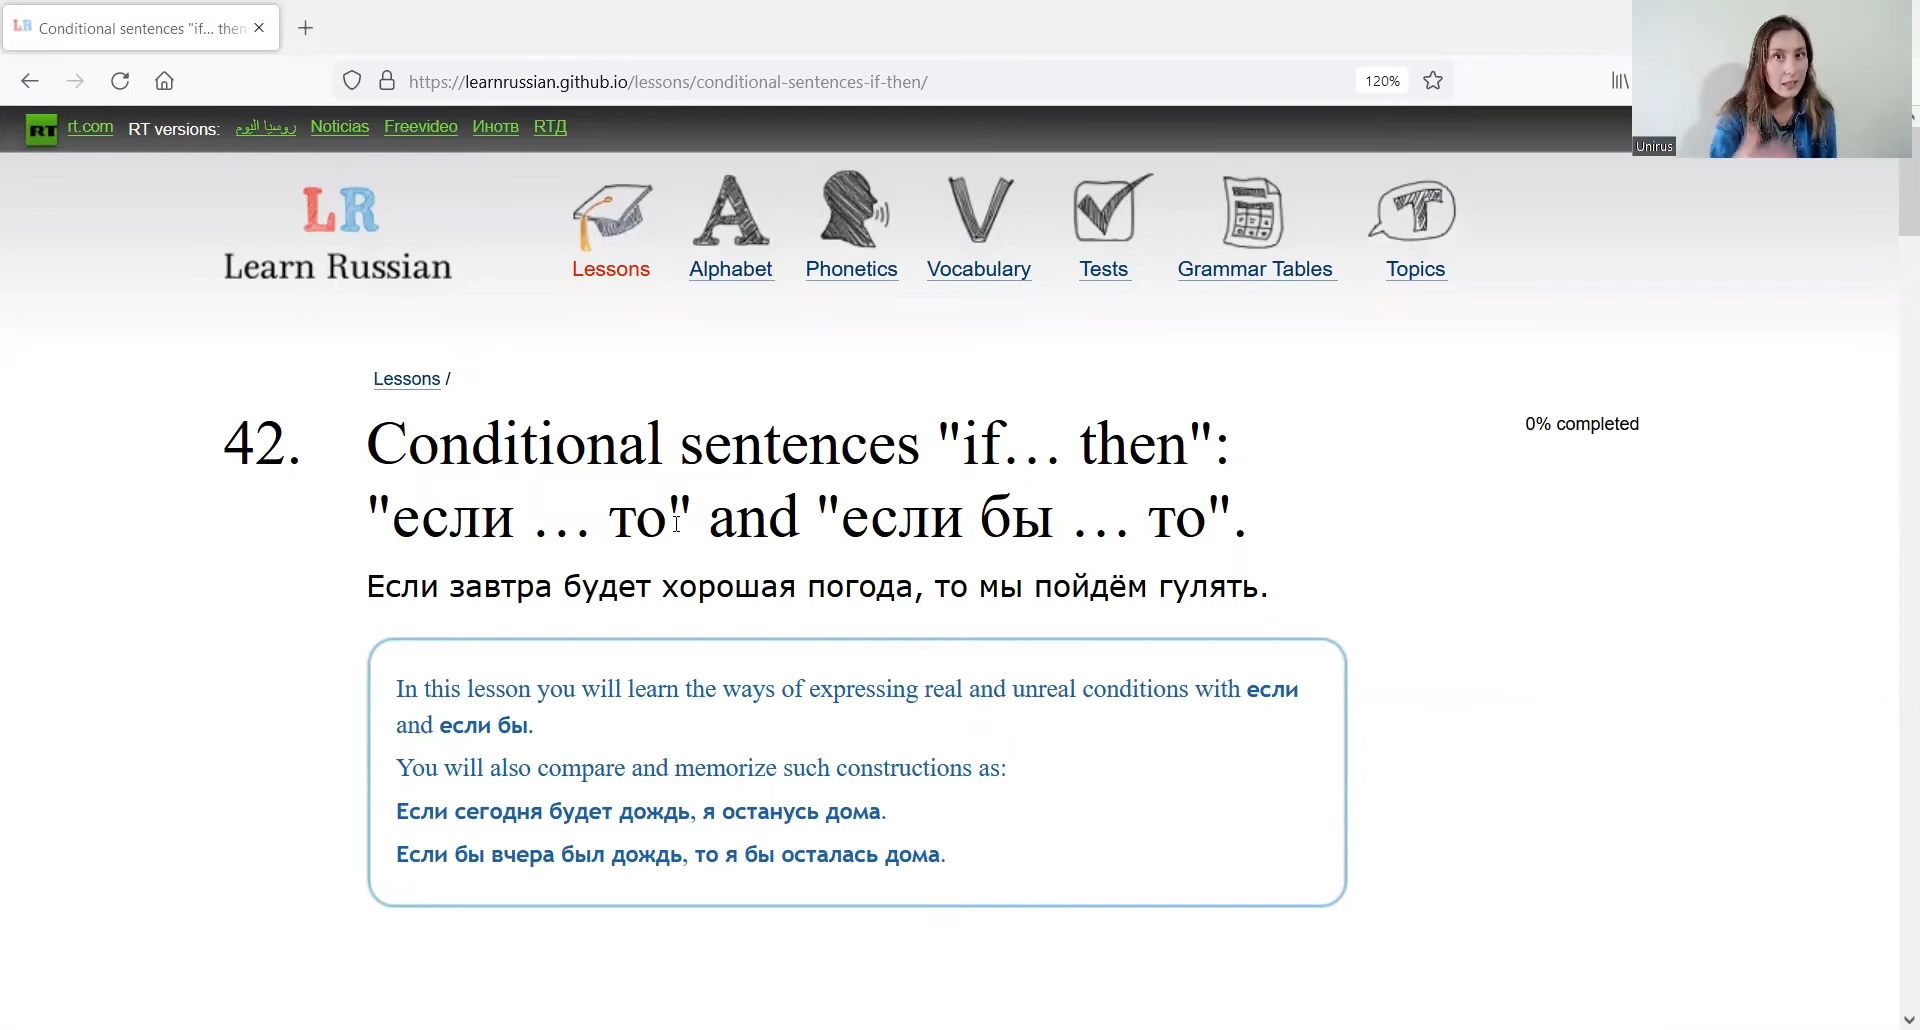 LR Conditional sentences "if... then
https://learnrussian.github.io/lessons/conditional-sentences-if-then/
120%
RT rt.com RT versions: روسيا اليوم Noticias Freevideo Инотв RTД
Unirus
LR
Learn Russian
Lessons Alphabet Phonetics Vocabulary Tests Grammar Tables Topics
Lessons /
0% completed
42. Conditional sentences "if... then":
"если ... то" and "если бы ... то".
Если завтра будет хорошая погода, то мы пойдём гулять.
In this lesson you will learn the ways of expressing real and unreal conditions with если
and если бы.
You will also compare and memorize such constructions as:
Если сегодня будет дождь, я останусь дома.
Если бы вчера был дождь, то я бы осталась дома.